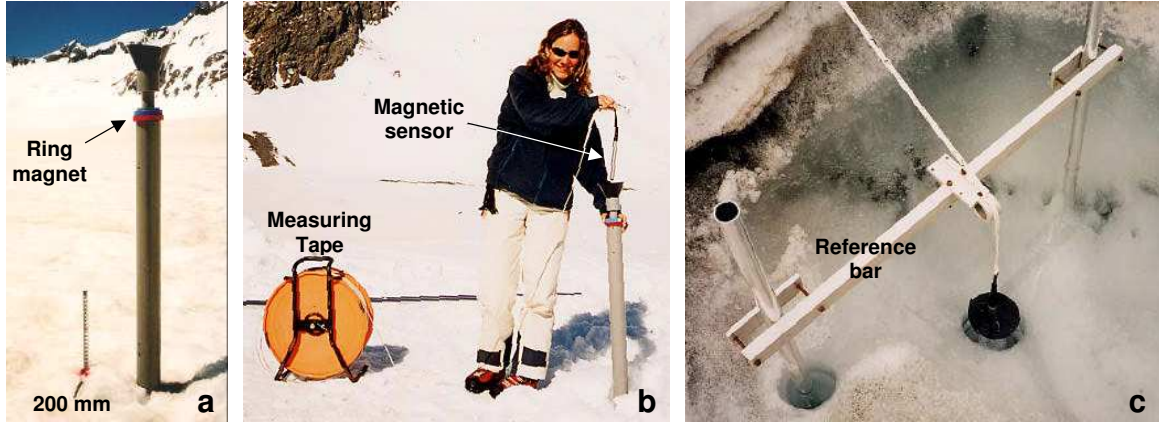 Ring
magnet
200 mm
a
Magnetic
sensor
Measuring
Tape
b
Reference
bar
c